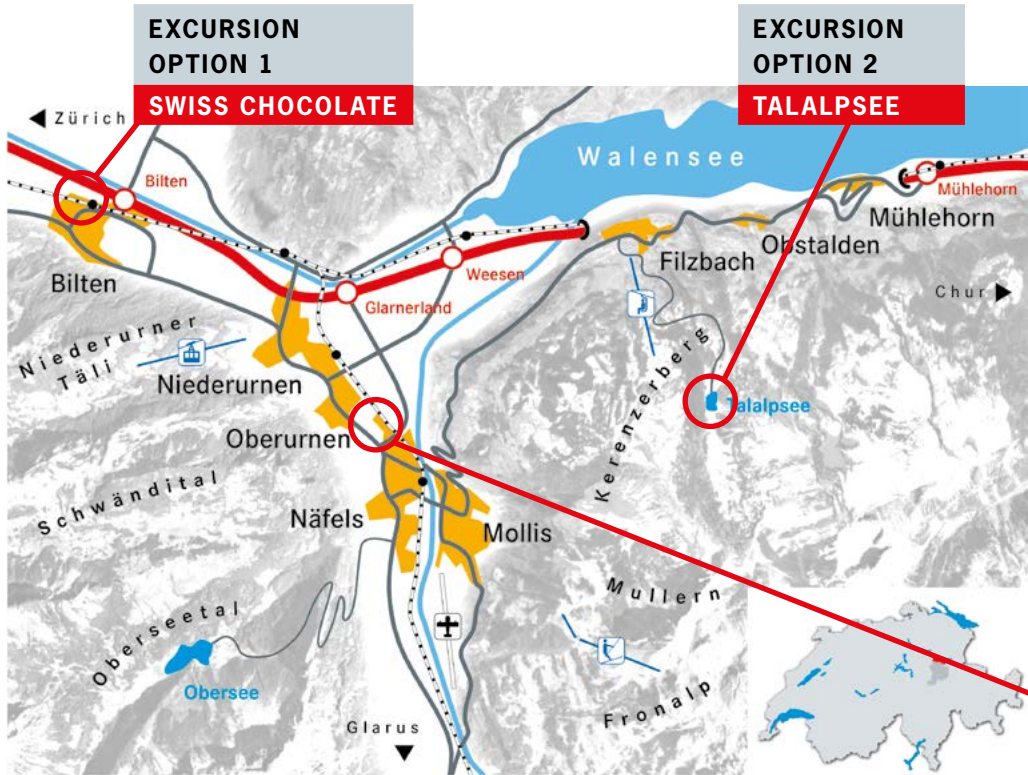 EXCURSION
OPTION 1
SWISS CHOCOLATE
EXCURSION
OPTION 2
TALALPSEE
Zürich
Walensee
Bilten
Mühlehorn
Mühlehorn
Obstalden
Filzbach
Weesen
Bilten
Glarnerland
Chur
Niederurner
Täli
Niederurnen
Kerenzerberg
Talalpsee
Oberurnen
Schwändital
Näfels
Mollis
Mullern
Oberseetal
Obersee
Fronalp
Glarus